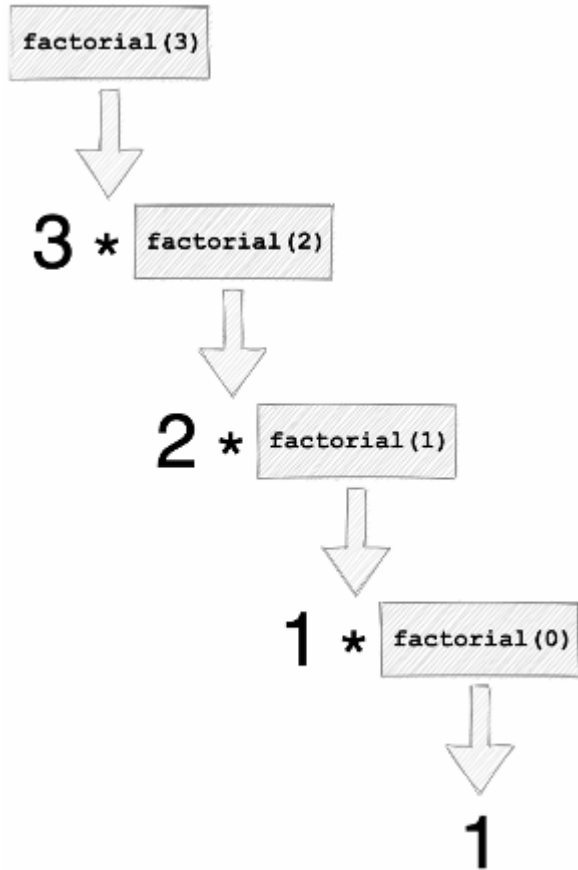 factorial(3)
3 * factorial(2)
2 * factorial(1)
1 * factorial(0)
1